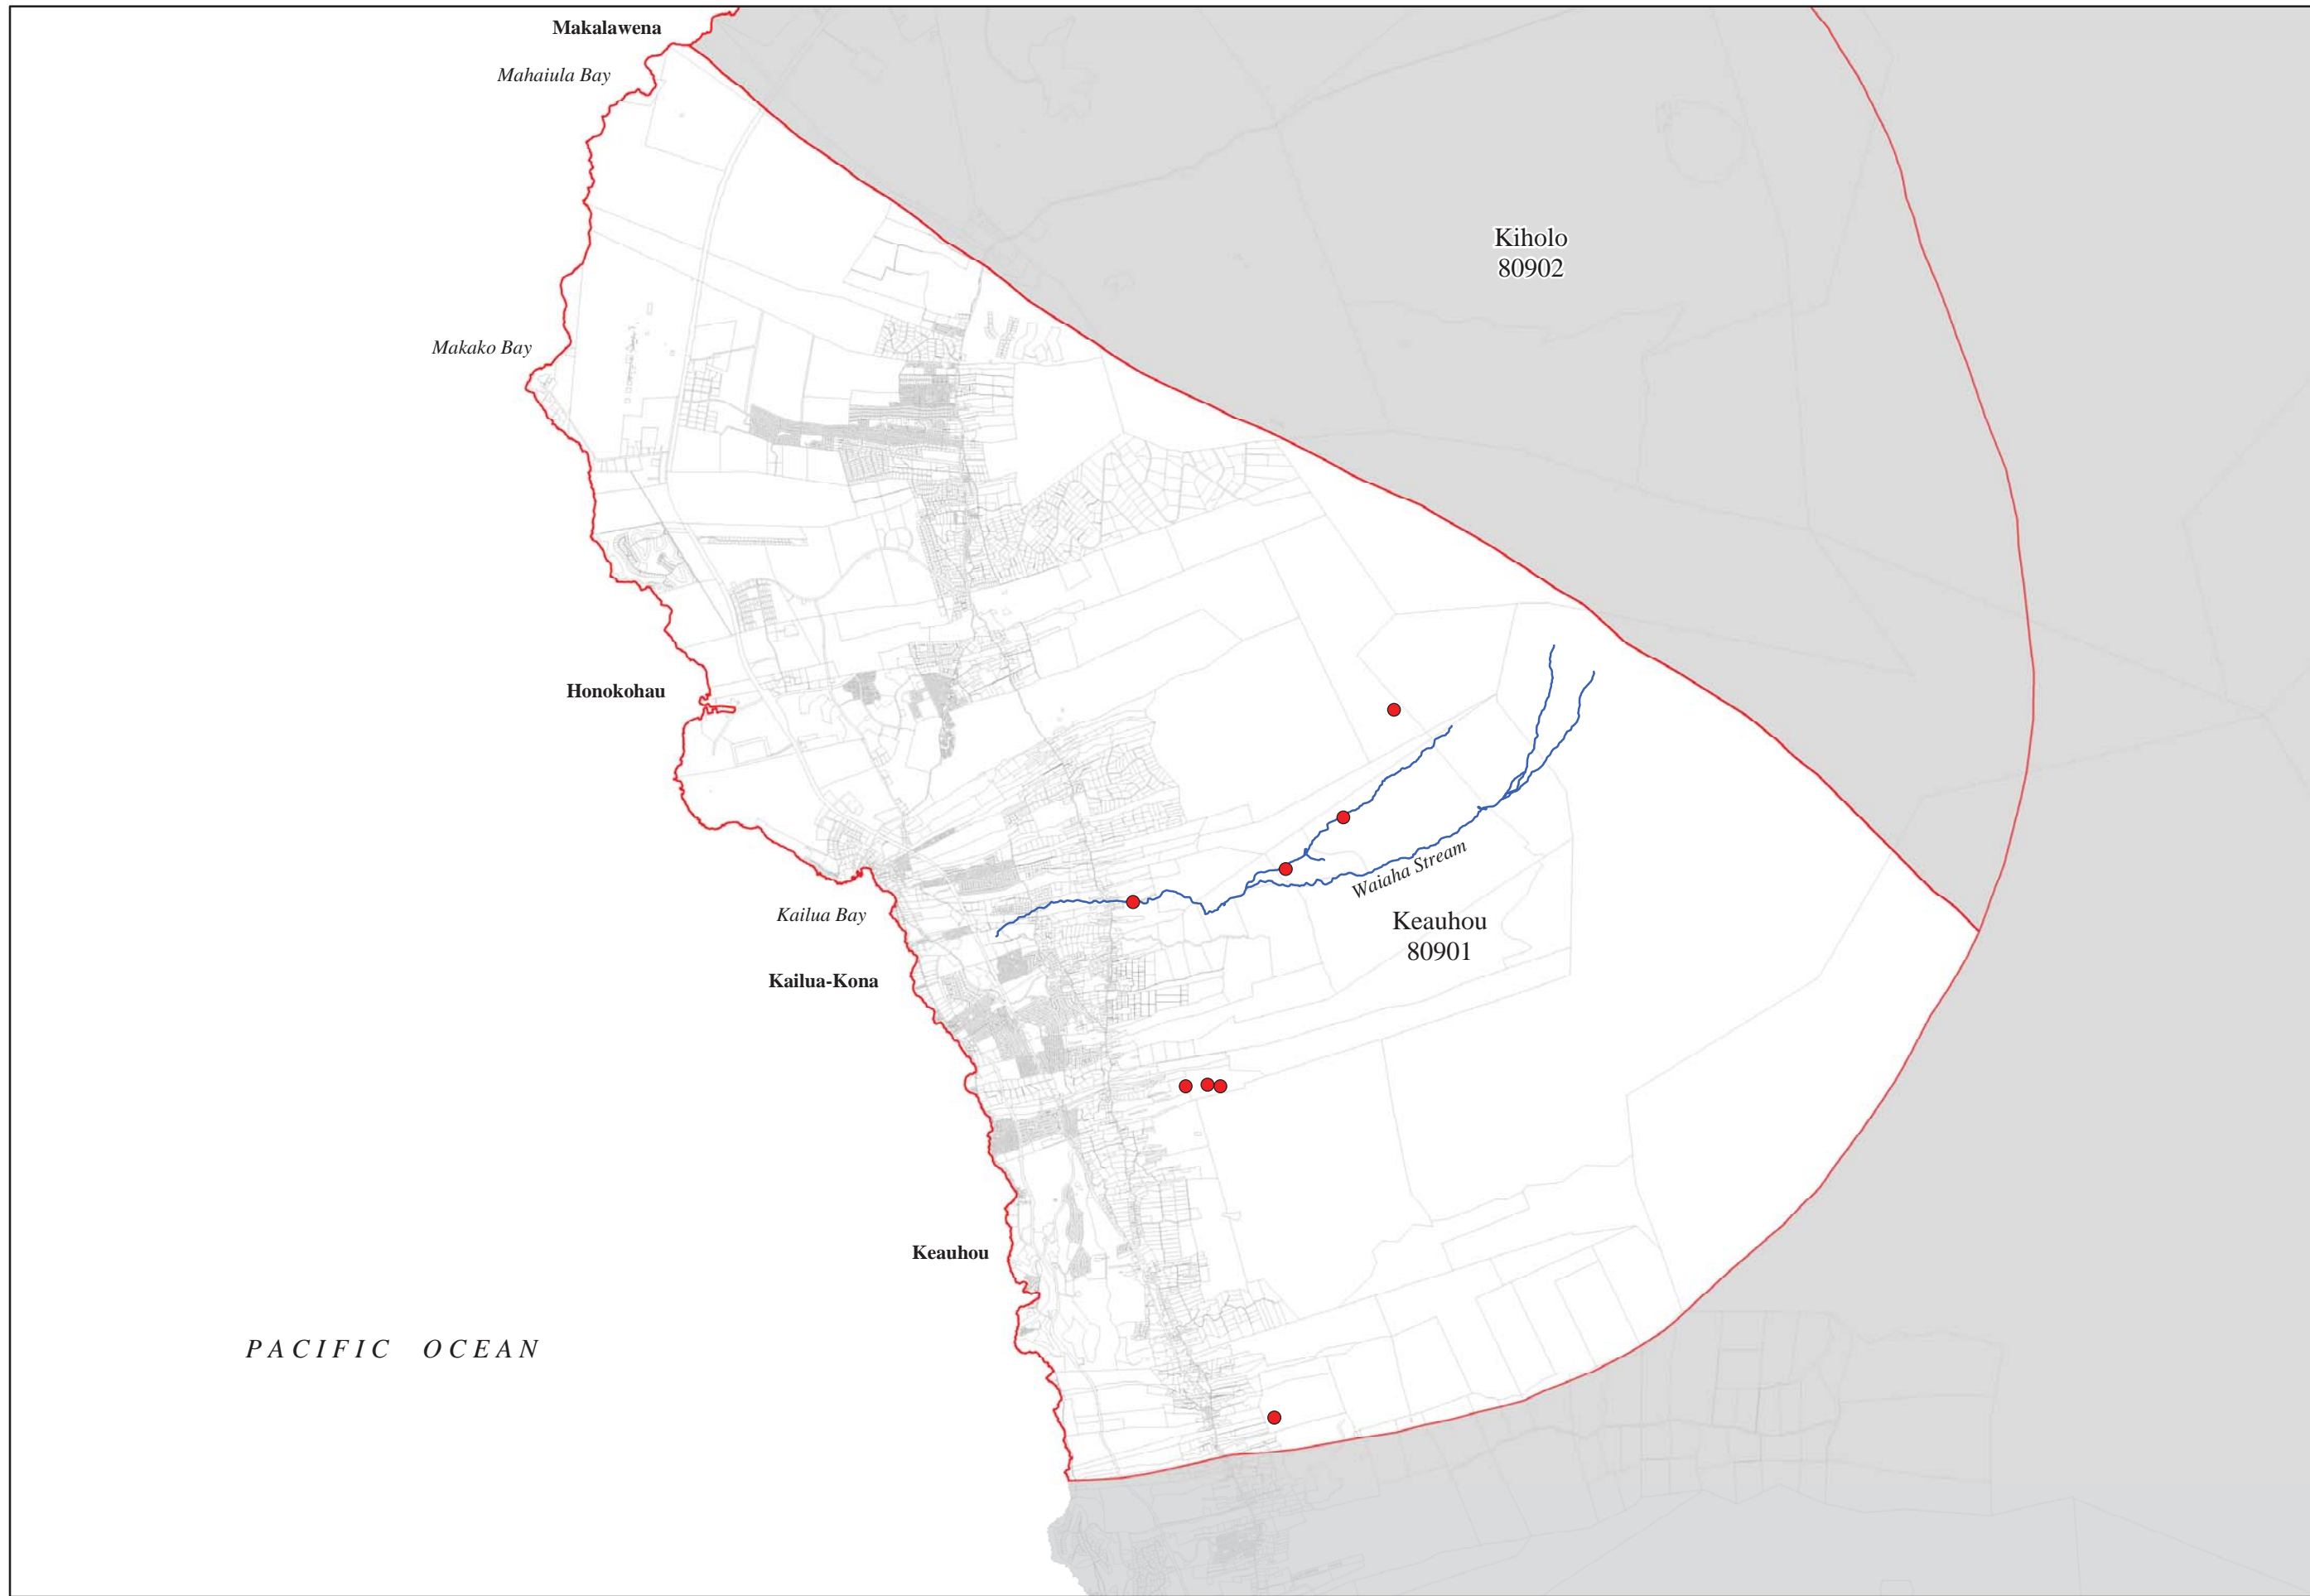 Makalawena
Mahaiula Bay
Kiholo
80902
Makako Bay
Honokohau
Waiaha Stream
Kailua Bay
Keauhou
80901
Kailua-Kona
Keauhou
PACIFIC OCEAN